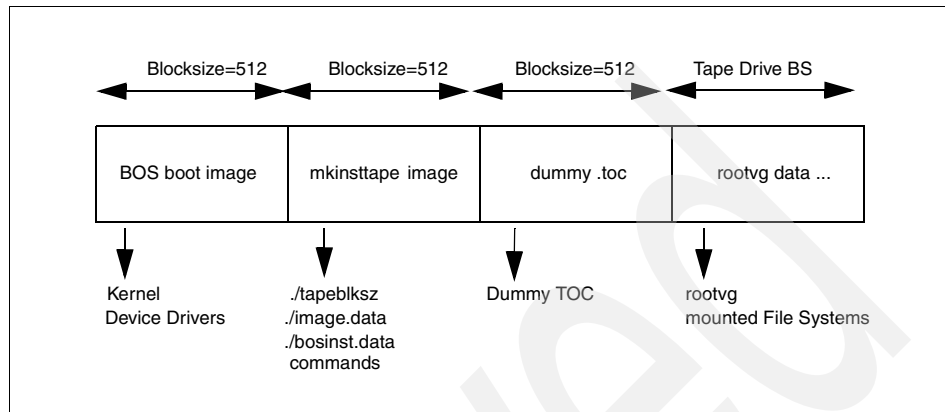 Blocksize=512 Blocksize=512 Blocksize=512 Tape Drive BS
BOS boot image mkinsttape image dummy .toc rootvg data ...
Kernel
Device Drivers
./tapeblksz
./image.data
./bosinst.data
commands
Dummy TOC
rootvg
mounted File Systems